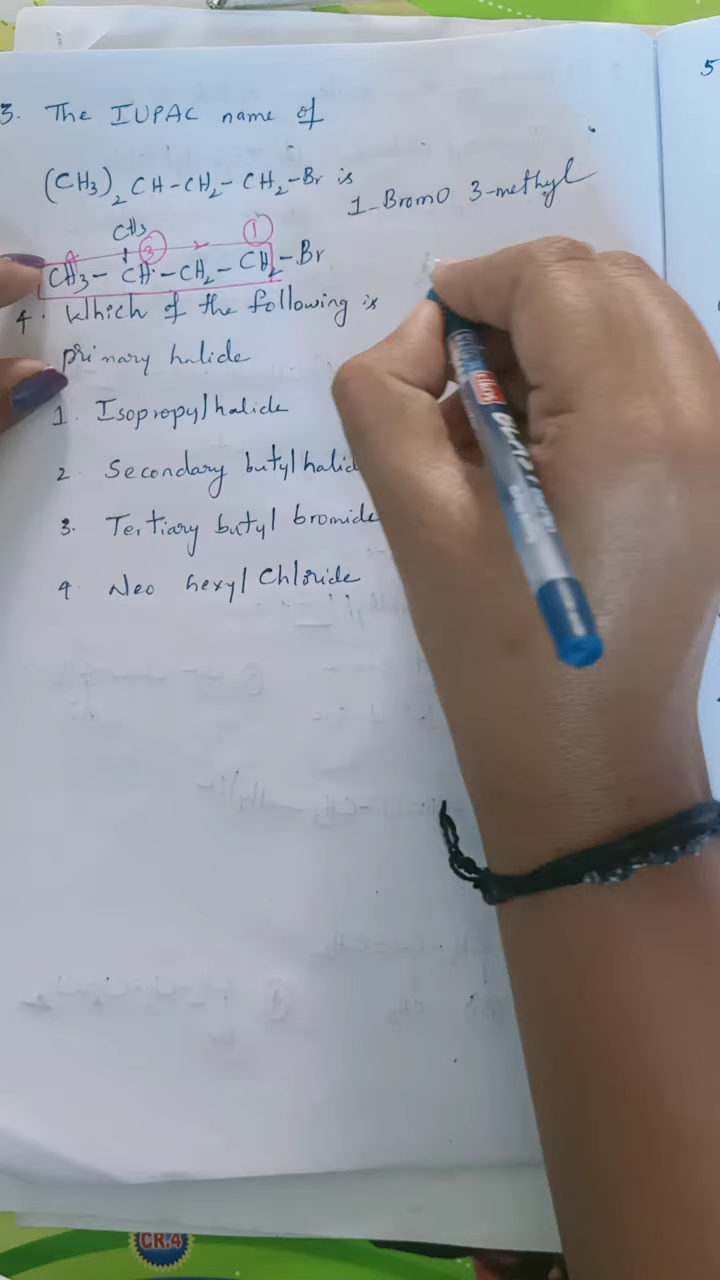 3. The IUPAC name of
(CH3)2 CH-CH2-CH2-Br is
1-Bromo 3-methyl
CH3
3 2 1
CH3-CH-CH2-CH2-Br
4. Which of the following is
primary halide
1. Isopropyl halide
2. Secondary butyl halid
3. Tertiary butyl bromide
4. Neo hexyl Chloride
5
CR.4